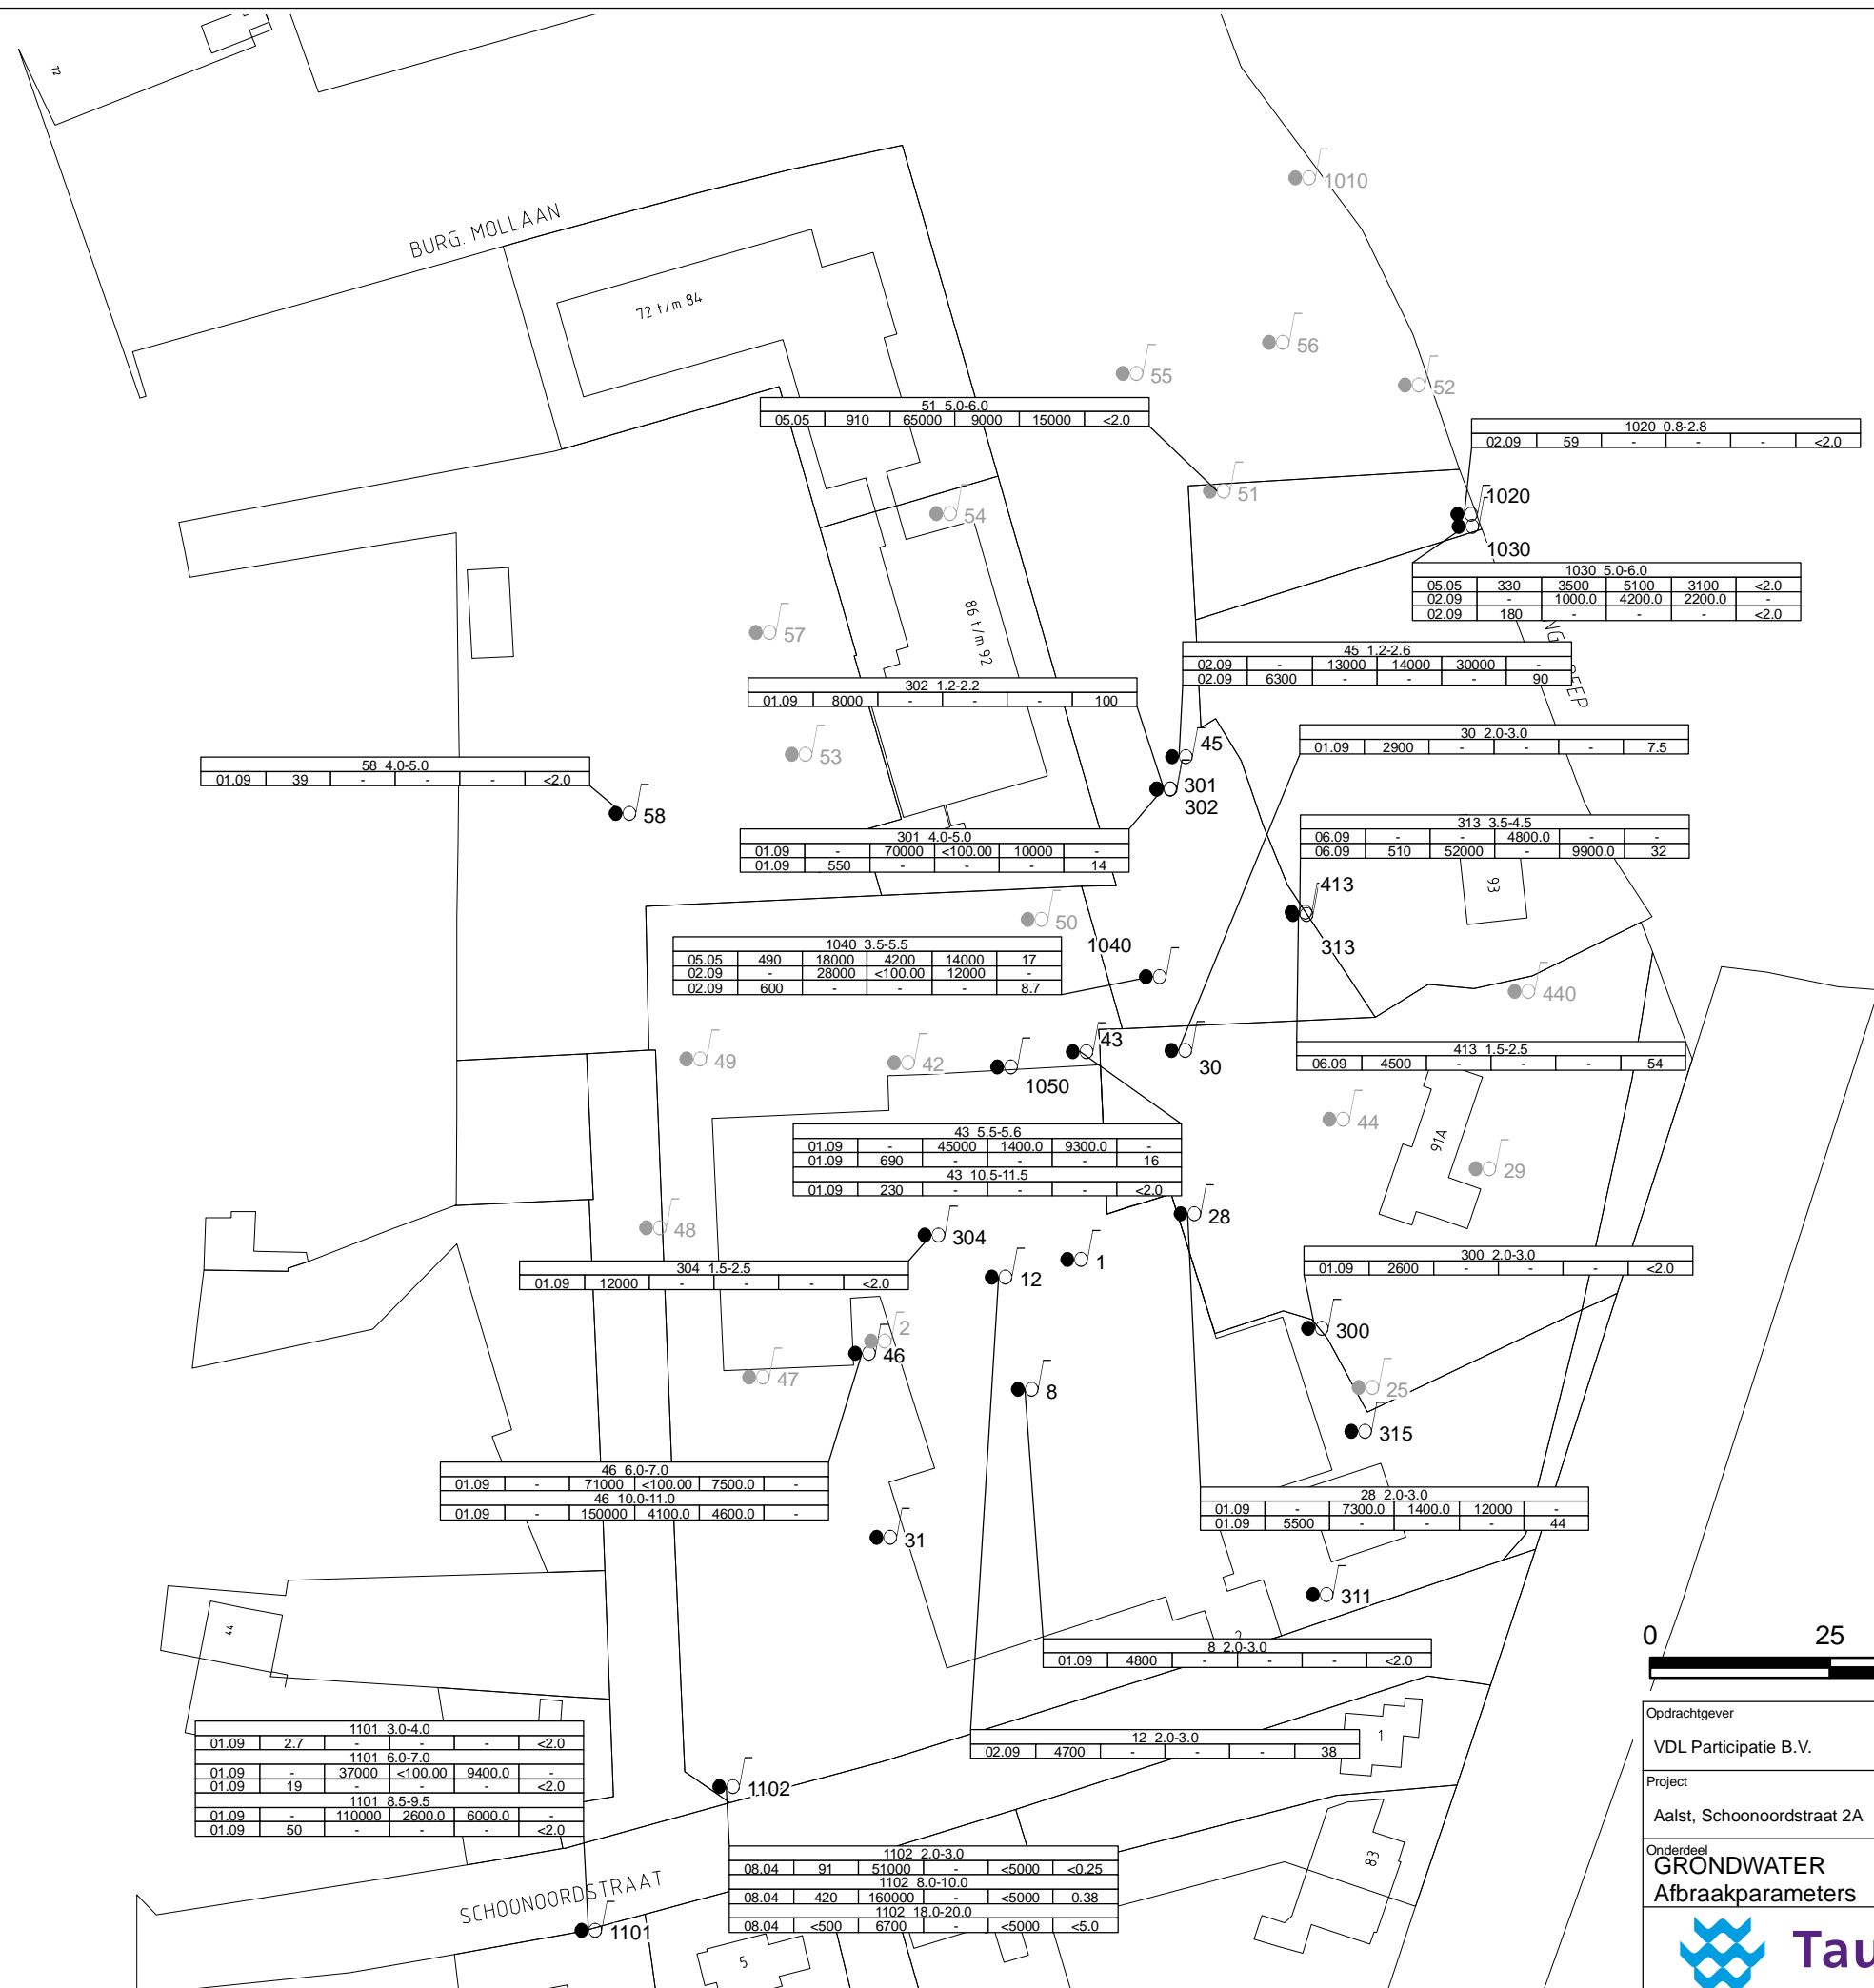 72
BURG. MOLLAAN
1010
72 t/m 84
56
55
52
51 5.0-6.0
05.05 910 65000 9000 15000 <2.0
1020 0.8-2.8
02.09 59 - - - <2.0
51
1020
54
1030
1030 5.0-6.0
05.05 330 3500 5100 3100 <2.0
02.09 - 1000.0 4200.0 2200.0 -
02.09 180 - - - <2.0
57
86 t/m 92
45 1.2-2.6
02.09 - 13000 14000 30000 -
02.09 6300 - - - 90
302 1.2-2.2
01.09 8000 - - - 100
30 2.0-3.0
01.09 2900 - - - 7.5
45
53
58 4.0-5.0
01.09 39 - - - <2.0
301
302
58
313 3.5-4.5
06.09 - - 4800.0 - -
06.09 510 52000 - 9900.0 32
301 4.0-5.0
01.09 - 70000 <100.00 10000 -
01.09 550 - - - 14
93
413
50
313
1040
1040 3.5-5.5
05.05 490 18000 4200 14000 17
02.09 - 28000 <100.00 12000 -
02.09 600 - - - 8.7
440
43
49
42
30
1050
413 1.5-2.5
06.09 4500 - - - 54
44
91A
29
43 5.5-5.6
01.09 - 45000 1400.0 9300.0 -
01.09 690 - - - 16
43 10.5-11.5
01.09 230 - - - <2.0
28
48
304
1
12
300 2.0-3.0
01.09 2600 - - - <2.0
304 1.5-2.5
01.09 12000 - - - <2.0
2
46
300
47
8
25
315
46 6.0-7.0
01.09 - 71000 <100.00 7500.0 -
46 10.0-11.0
01.09 - 150000 4100.0 4600.0 -
28 2.0-3.0
01.09 - 7300.0 1400.0 12000 -
01.09 5500 - - - 44
31
311
44
2
8 2.0-3.0
01.09 4800 - - - <2.0
0 25
Opdrachtgever
VDL Participatie B.V.
Project
Aalst, Schoonoordstraat 2A
Onderdeel
GRONDWATER
Afbraakparameters
Tau
1101 3.0-4.0
01.09 2.7 - - - <2.0
1101 6.0-7.0
01.09 - 37000 <100.00 9400.0 -
01.09 19 - - - <2.0
1101 8.5-9.5
01.09 - 110000 2600.0 6000.0 -
01.09 50 - - - <2.0
12 2.0-3.0
02.09 4700 - - - 38
1
1102
1102 2.0-3.0
08.04 91 51000 - <5000 <0.25
1102 8.0-10.0
08.04 420 160000 - <5000 0.38
1102 18.0-20.0
08.04 <500 6700 - <5000 <5.0
83
SCHOONOORDSTRAAT
1101
5